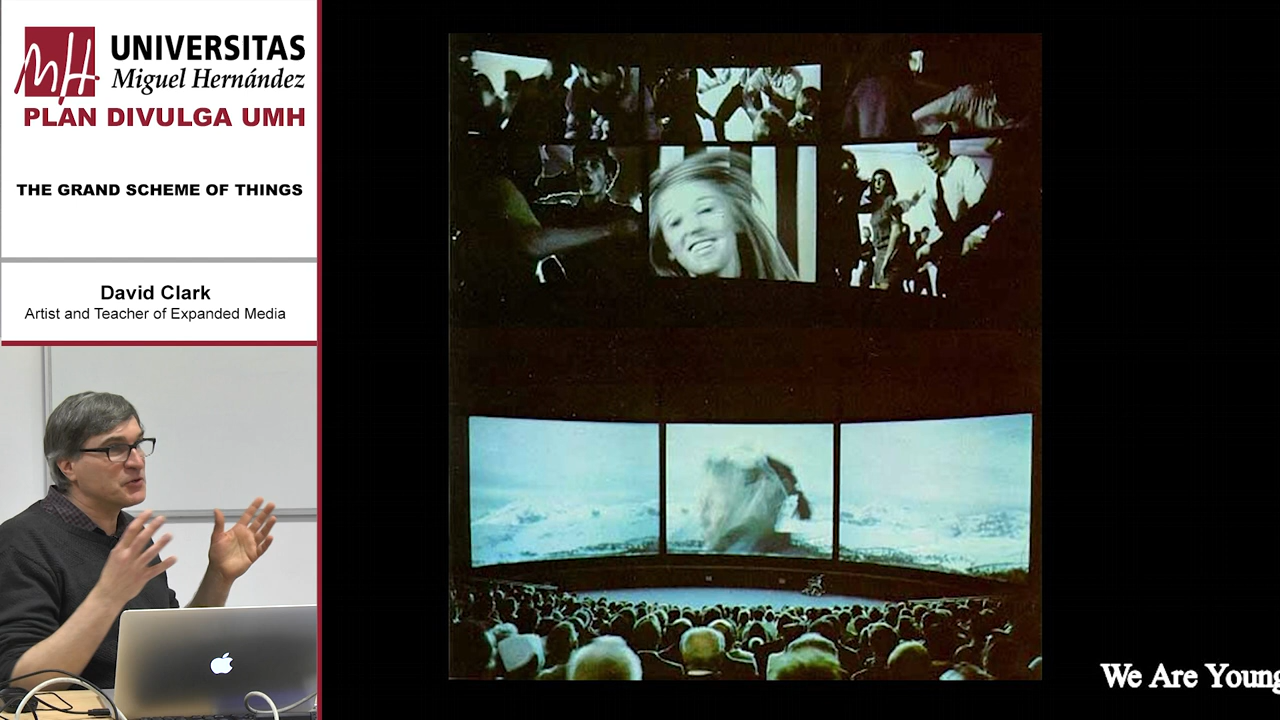 UNIVERSITAS
Miguel Hernández
PLAN DIVULGA UMH
THE GRAND SCHEME OF THINGS
David Clark
Artist and Teacher of Expanded Media
We Are Young